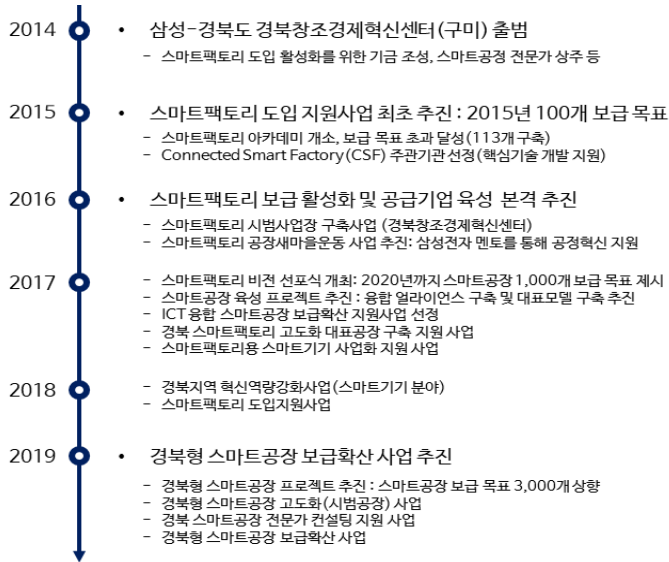 2014
• 삼성-경북도 경북창조경제혁신센터(구미) 출범
- 스마트팩토리 도입 활성화를 위한 기금 조성, 스마트공정 전문가 상주 등
2015
• 스마트팩토리 도입 지원사업 최초 추진 : 2015년 100개 보급 목표
- 스마트팩토리 아카데미 개소, 보급 목표 초과 달성(113개 구축)
- Connected Smart Factory(CSF) 주관기관 선정(핵심기술 개발 지원)
2016
• 스마트팩토리 보급 활성화 및 공급기업 육성 본격 추진
- 스마트팩토리 시범사업장 구축사업 (경북창조경제혁신센터)
- 스마트팩토리 공장새마을운동 사업 추진: 삼성전자 멘토를 통해 공정혁신 지원
2017
- 스마트팩토리 비전 선포식 개최: 2020년까지 스마트공장 1,000개 보급 목표 제시
- 스마트공장 육성 프로젝트 추진 : 융합 얼라이언스 구축 및 대표모델 구축 추진
- ICT 융합 스마트공장 보급확산 지원사업 선정
- 경북 스마트팩토리 고도화 대표공장 구축 지원 사업
- 스마트팩토리용 스마트기기 사업화 지원 사업
2018
- 경북지역 혁신역량강화사업(스마트기기 분야)
- 스마트팩토리 도입지원사업
2019
• 경북형 스마트공장 보급확산 사업 추진
- 경북형 스마트공장 프로젝트 추진 : 스마트공장 보급 목표 3,000개 상향
- 경북형 스마트공장 고도화(시범공장) 사업
- 경북 스마트공장 전문가 컨설팅 지원 사업
- 경북형 스마트공장 보급확산 사업